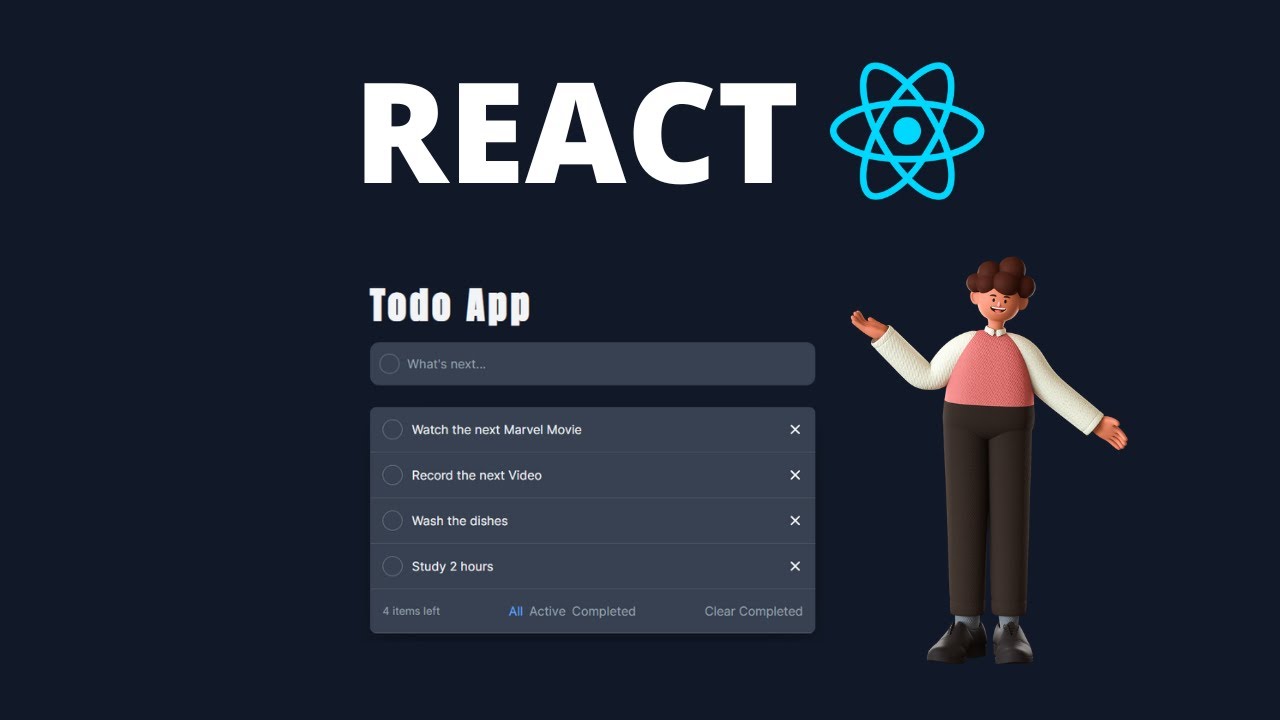 REACT
Todo App
What's next...
Watch the next Marvel Movie
Record the next Video
Wash the dishes
Study 2 hours
4 items left All Active Completed Clear Completed